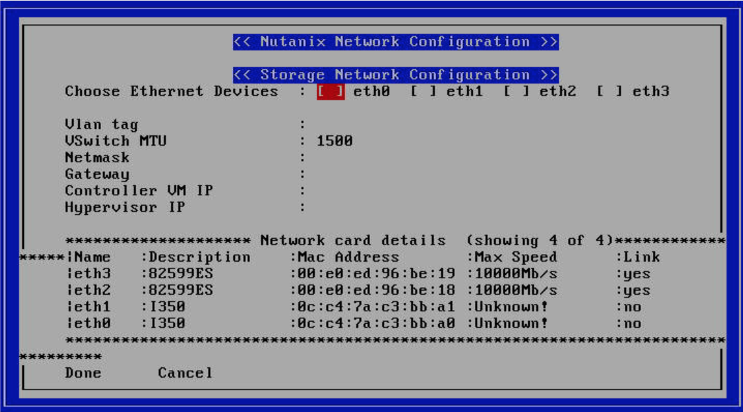 << Nutanix Network Configuration >>
<< Storage Network Configuration >>
Choose Ethernet Devices : [ ] eth0 [ ] eth1 [ ] eth2 [ ] eth3
Vlan tag :
VSwitch MTU : 1500
Netmask :
Gateway :
Controller VM IP :
Hypervisor IP :
******************** Network card details (showing 4 of 4)************
*****|Name :Description :Mac Address :Max Speed :Link
|eth3 :82599ES :00:e0:ed:96:be:19 :10000Mb/s :yes
|eth2 :82599ES :00:e0:ed:96:be:18 :10000Mb/s :yes
|eth1 :I350 :0c:c4:7a:c3:bb:a1 :Unknown! :no
|eth0 :I350 :0c:c4:7a:c3:bb:a0 :Unknown! :no
***********************************************************************
*********
Done Cancel